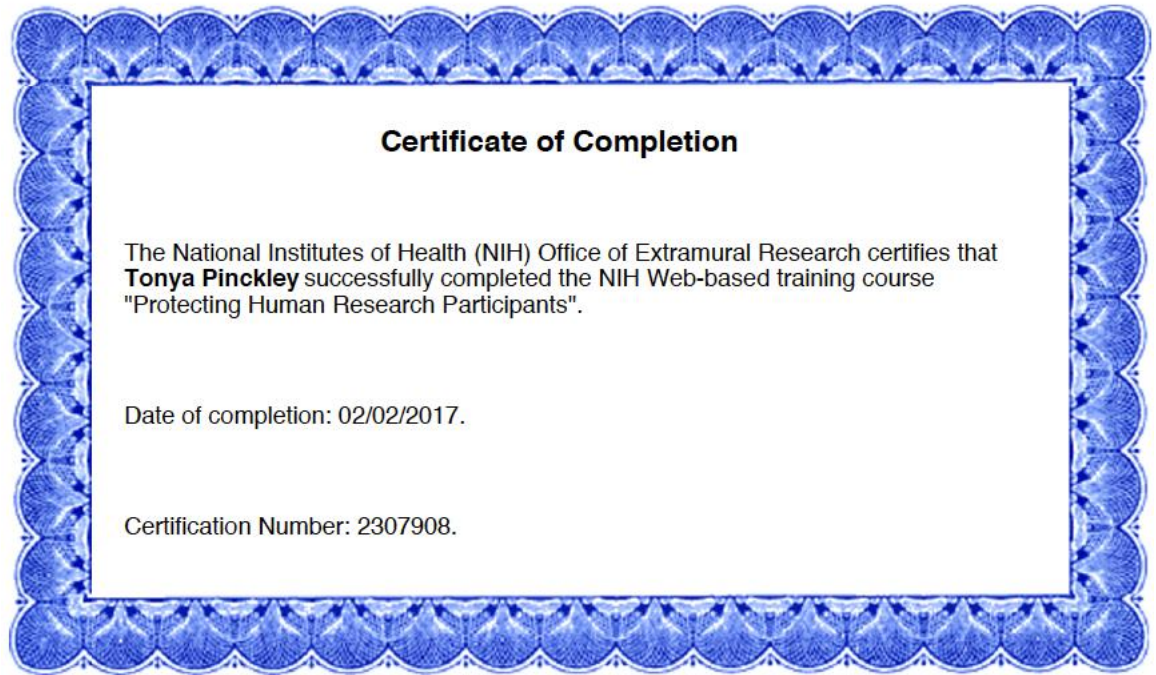 Certificate of Completion
The National Institutes of Health (NIH) Office of Extramural Research certifies that
Tonya Pinckley successfully completed the NIH Web-based training course
"Protecting Human Research Participants".
Date of completion: 02/02/2017.
Certification Number: 2307908.